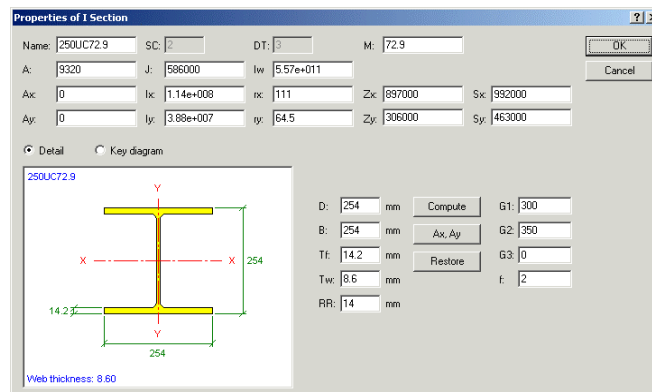 Properties of I Section ? x
Name: 250UC72.9 SC: 2 DT: 3 M: 72.9 OK
A: 9320 J: 586000 Iw 5.57e+011 Cancel
Ax: 0 Ix: 1.14e+008 rx: 111 Zx: 897000 Sx: 992000
Ay: 0 Iy: 3.88e+007 ry: 64.5 Zy: 306000 Sy: 463000
Detail Key diagram
250UC72.9
Y
X X
254
14.2
Y
254
Web thickness: 8.60
D: 254 mm Compute G1: 300
B: 254 mm Ax, Ay G2: 350
Tf: 14.2 mm Restore G3: 0
Tw: 8.6 mm f: 2
RR: 14 mm